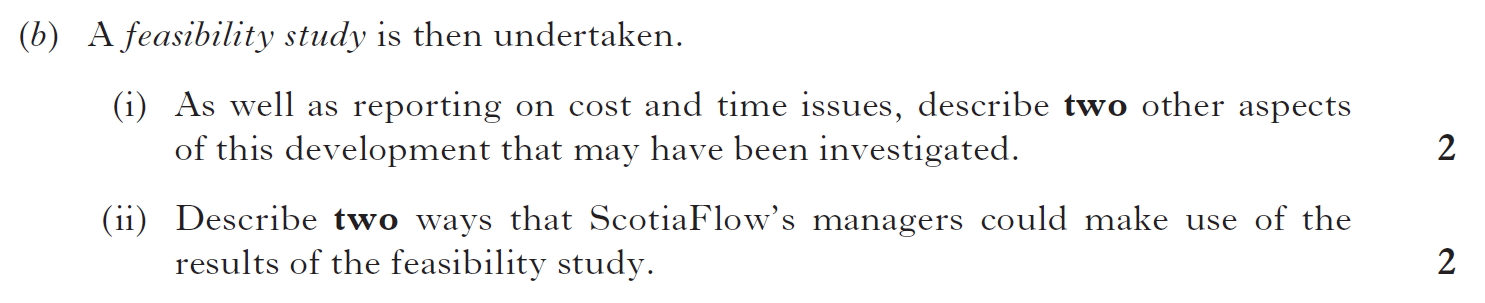 (b) A feasibility study is then undertaken.
(i) As well as reporting on cost and time issues, describe two other aspects
of this development that may have been investigated. 2
(ii) Describe two ways that ScotiaFlow’s managers could make use of the
results of the feasibility study. 2